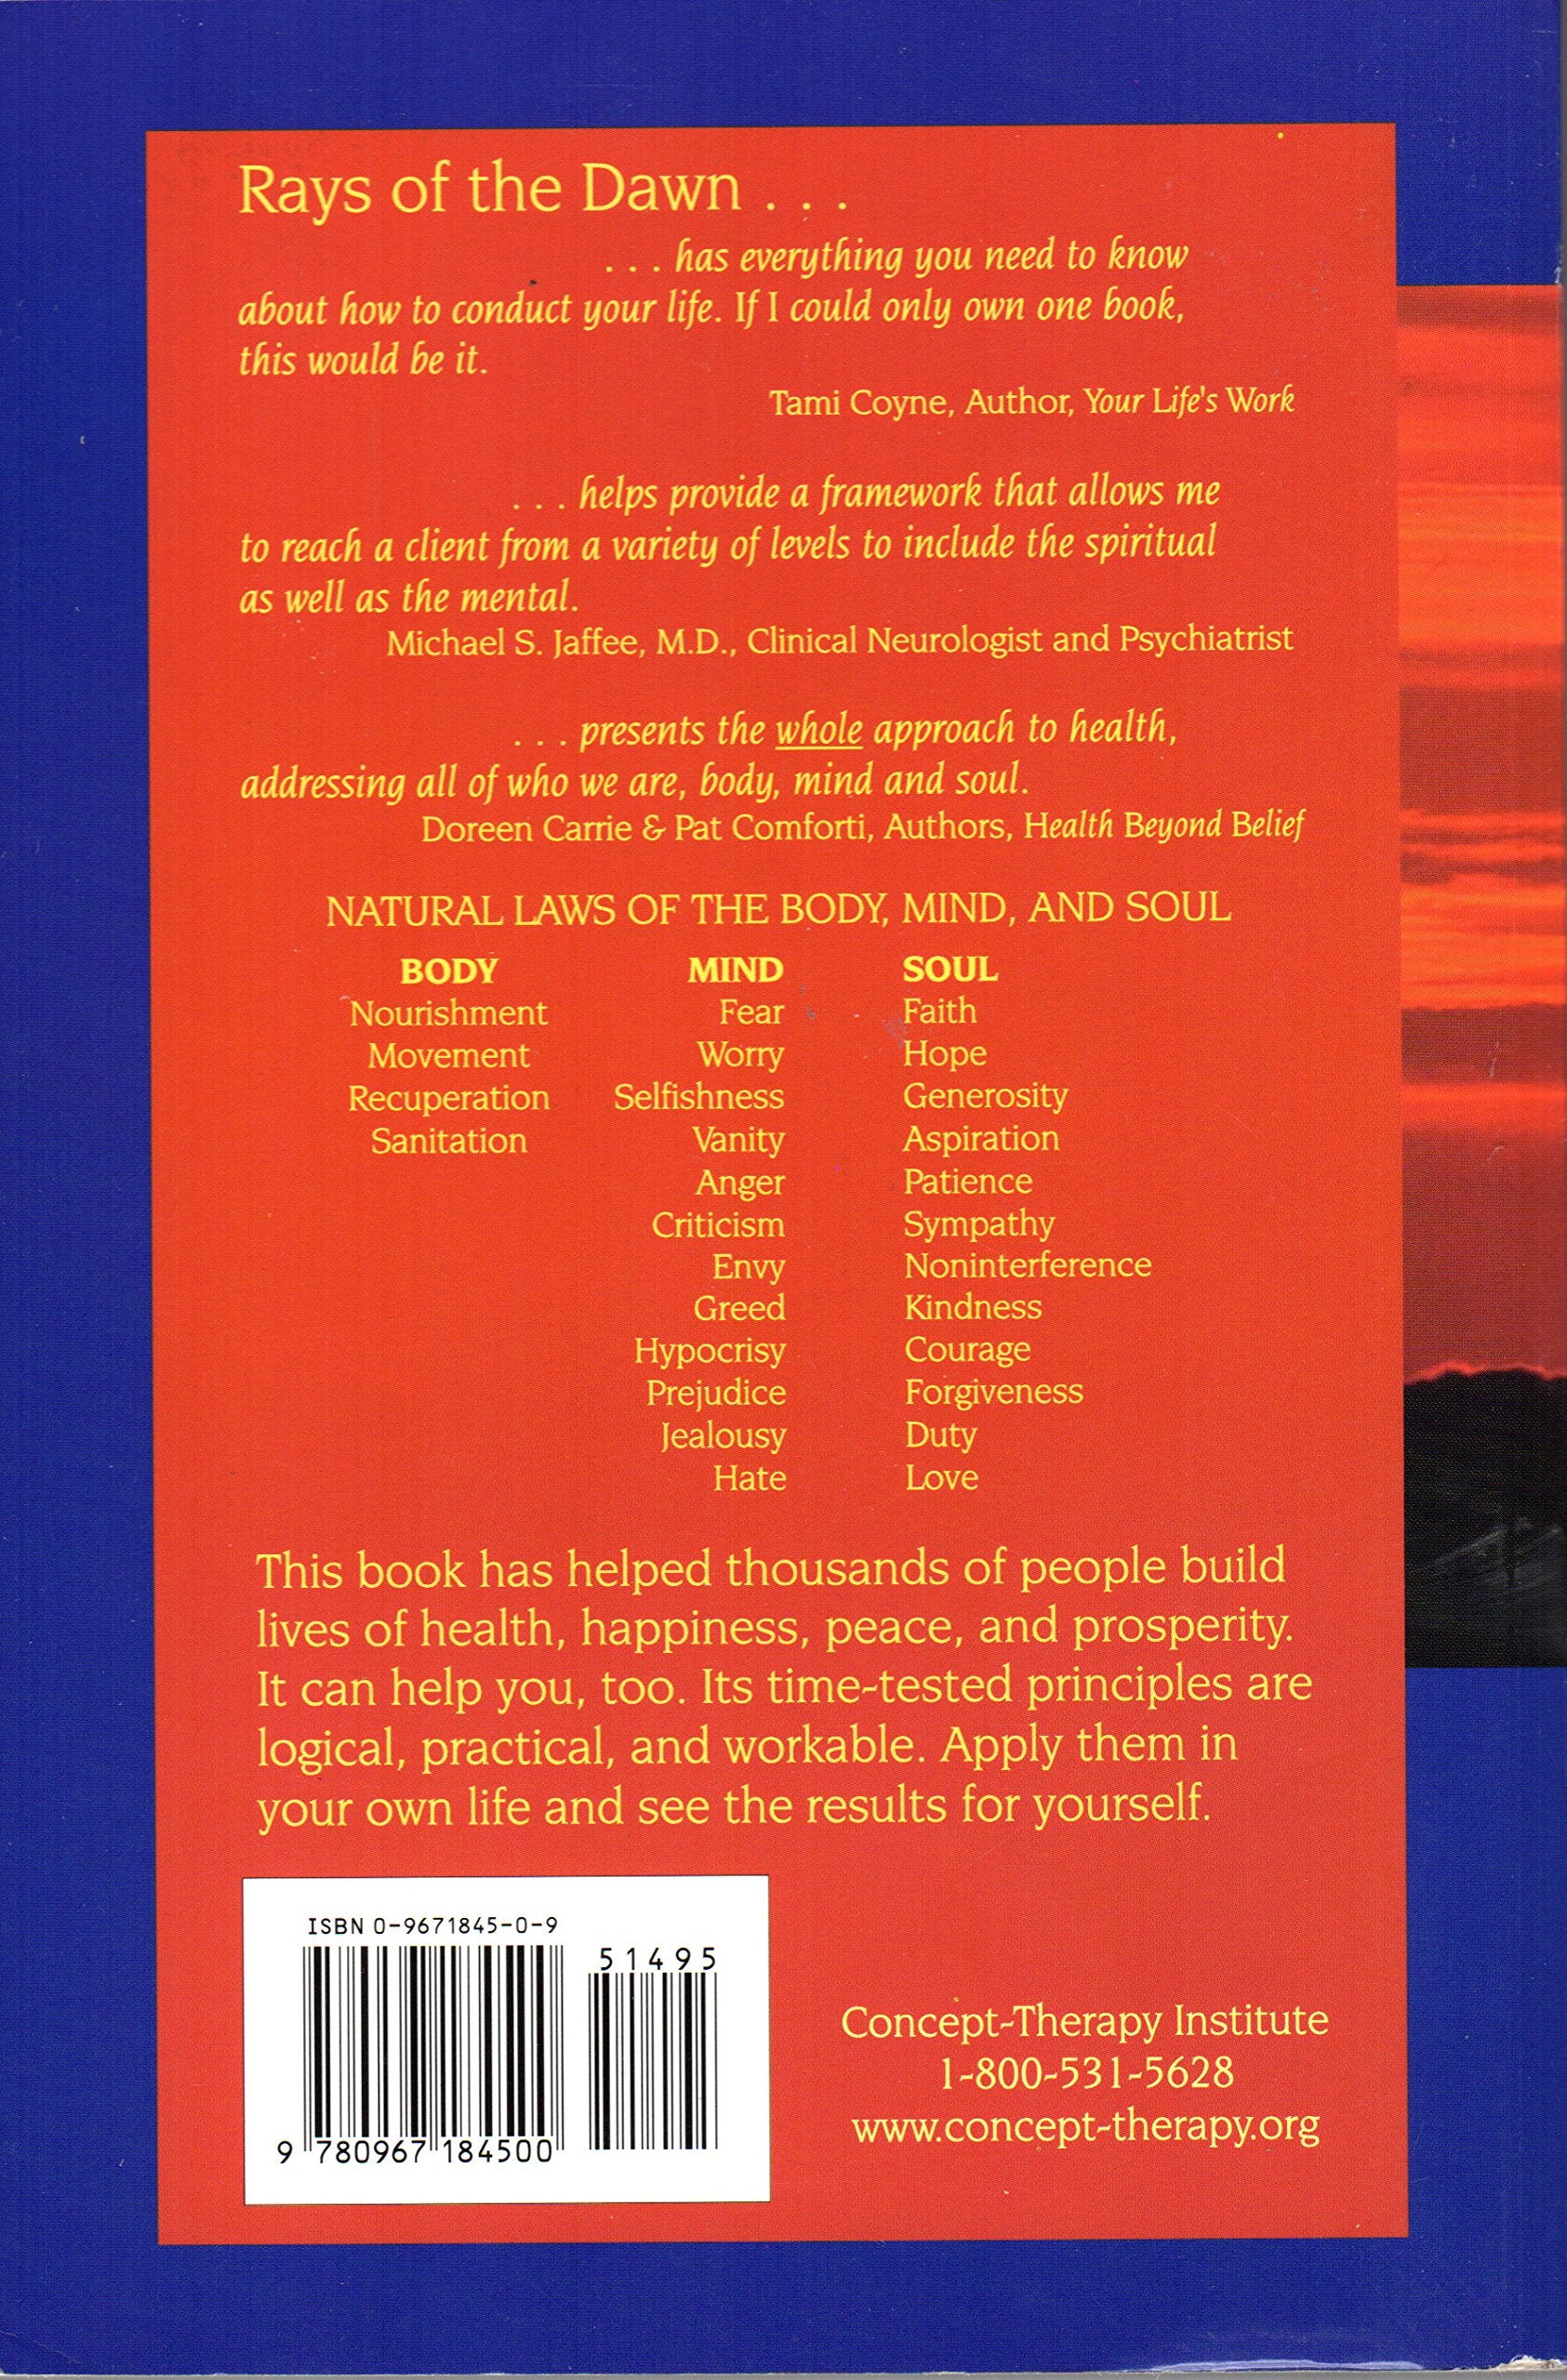 Rays of the Dawn . . .
. . . has everything you need to know
about how to conduct your life. If I could only own one book,
this would be it.
Tami Coyne, Author, Your Life's Work
. . . helps provide a framework that allows me
to reach a client from a variety of levels to include the spiritual
as well as the mental.
Michael S. Jaffee, M.D., Clinical Neurologist and Psychiatrist
. . . presents the whole approach to health,
addressing all of who we are, body, mind and soul.
Doreen Carrie & Pat Comforti, Authors, Health Beyond Belief
NATURAL LAWS OF THE BODY, MIND, AND SOUL
BODY MIND SOUL
Nourishment Fear Faith
Movement Worry Hope
Recuperation Selfishness Generosity
Sanitation Vanity Aspiration
Anger Patience
Criticism Sympathy
Envy Noninterference
Greed Kindness
Hypocrisy Courage
Prejudice Forgiveness
Jealousy Duty
Hate Love
This book has helped thousands of people build
lives of health, happiness, peace, and prosperity.
It can help you, too. Its time-tested principles are
logical, practical, and workable. Apply them in
your own life and see the results for yourself.
ISBN 0-9671845-0-9
51495
9 780967 184500
Concept-Therapy Institute
1-800-531-5628
www.concept-therapy.org